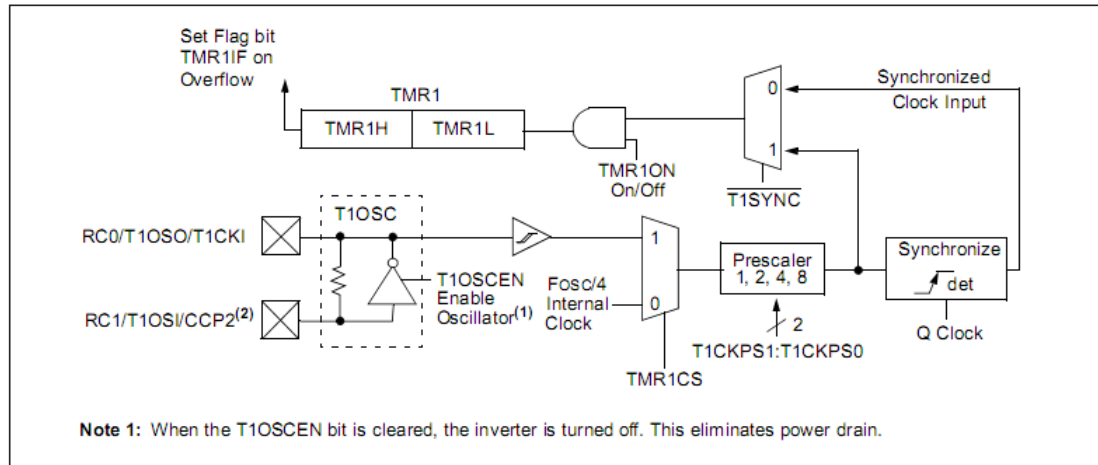 Set Flag bit
TMR1IF on
Overflow
TMR1
TMR1H
TMR1L
TMR1ON
On/Off
0
1
T1SYNC
Synchronized
Clock Input
T1OSC
RC0/T1OSO/T1CKI
RC1/T1OSI/CCP2(2)
T1OSCEN
Enable
Oscillator(1)
FOSC/4
Internal
Clock
1
0
TMR1CS
Prescaler
1, 2, 4, 8
2
T1CKPS1:T1CKPS0
Synchronize
det
Q Clock
Note 1: When the T1OSCEN bit is cleared, the inverter is turned off. This eliminates power drain.